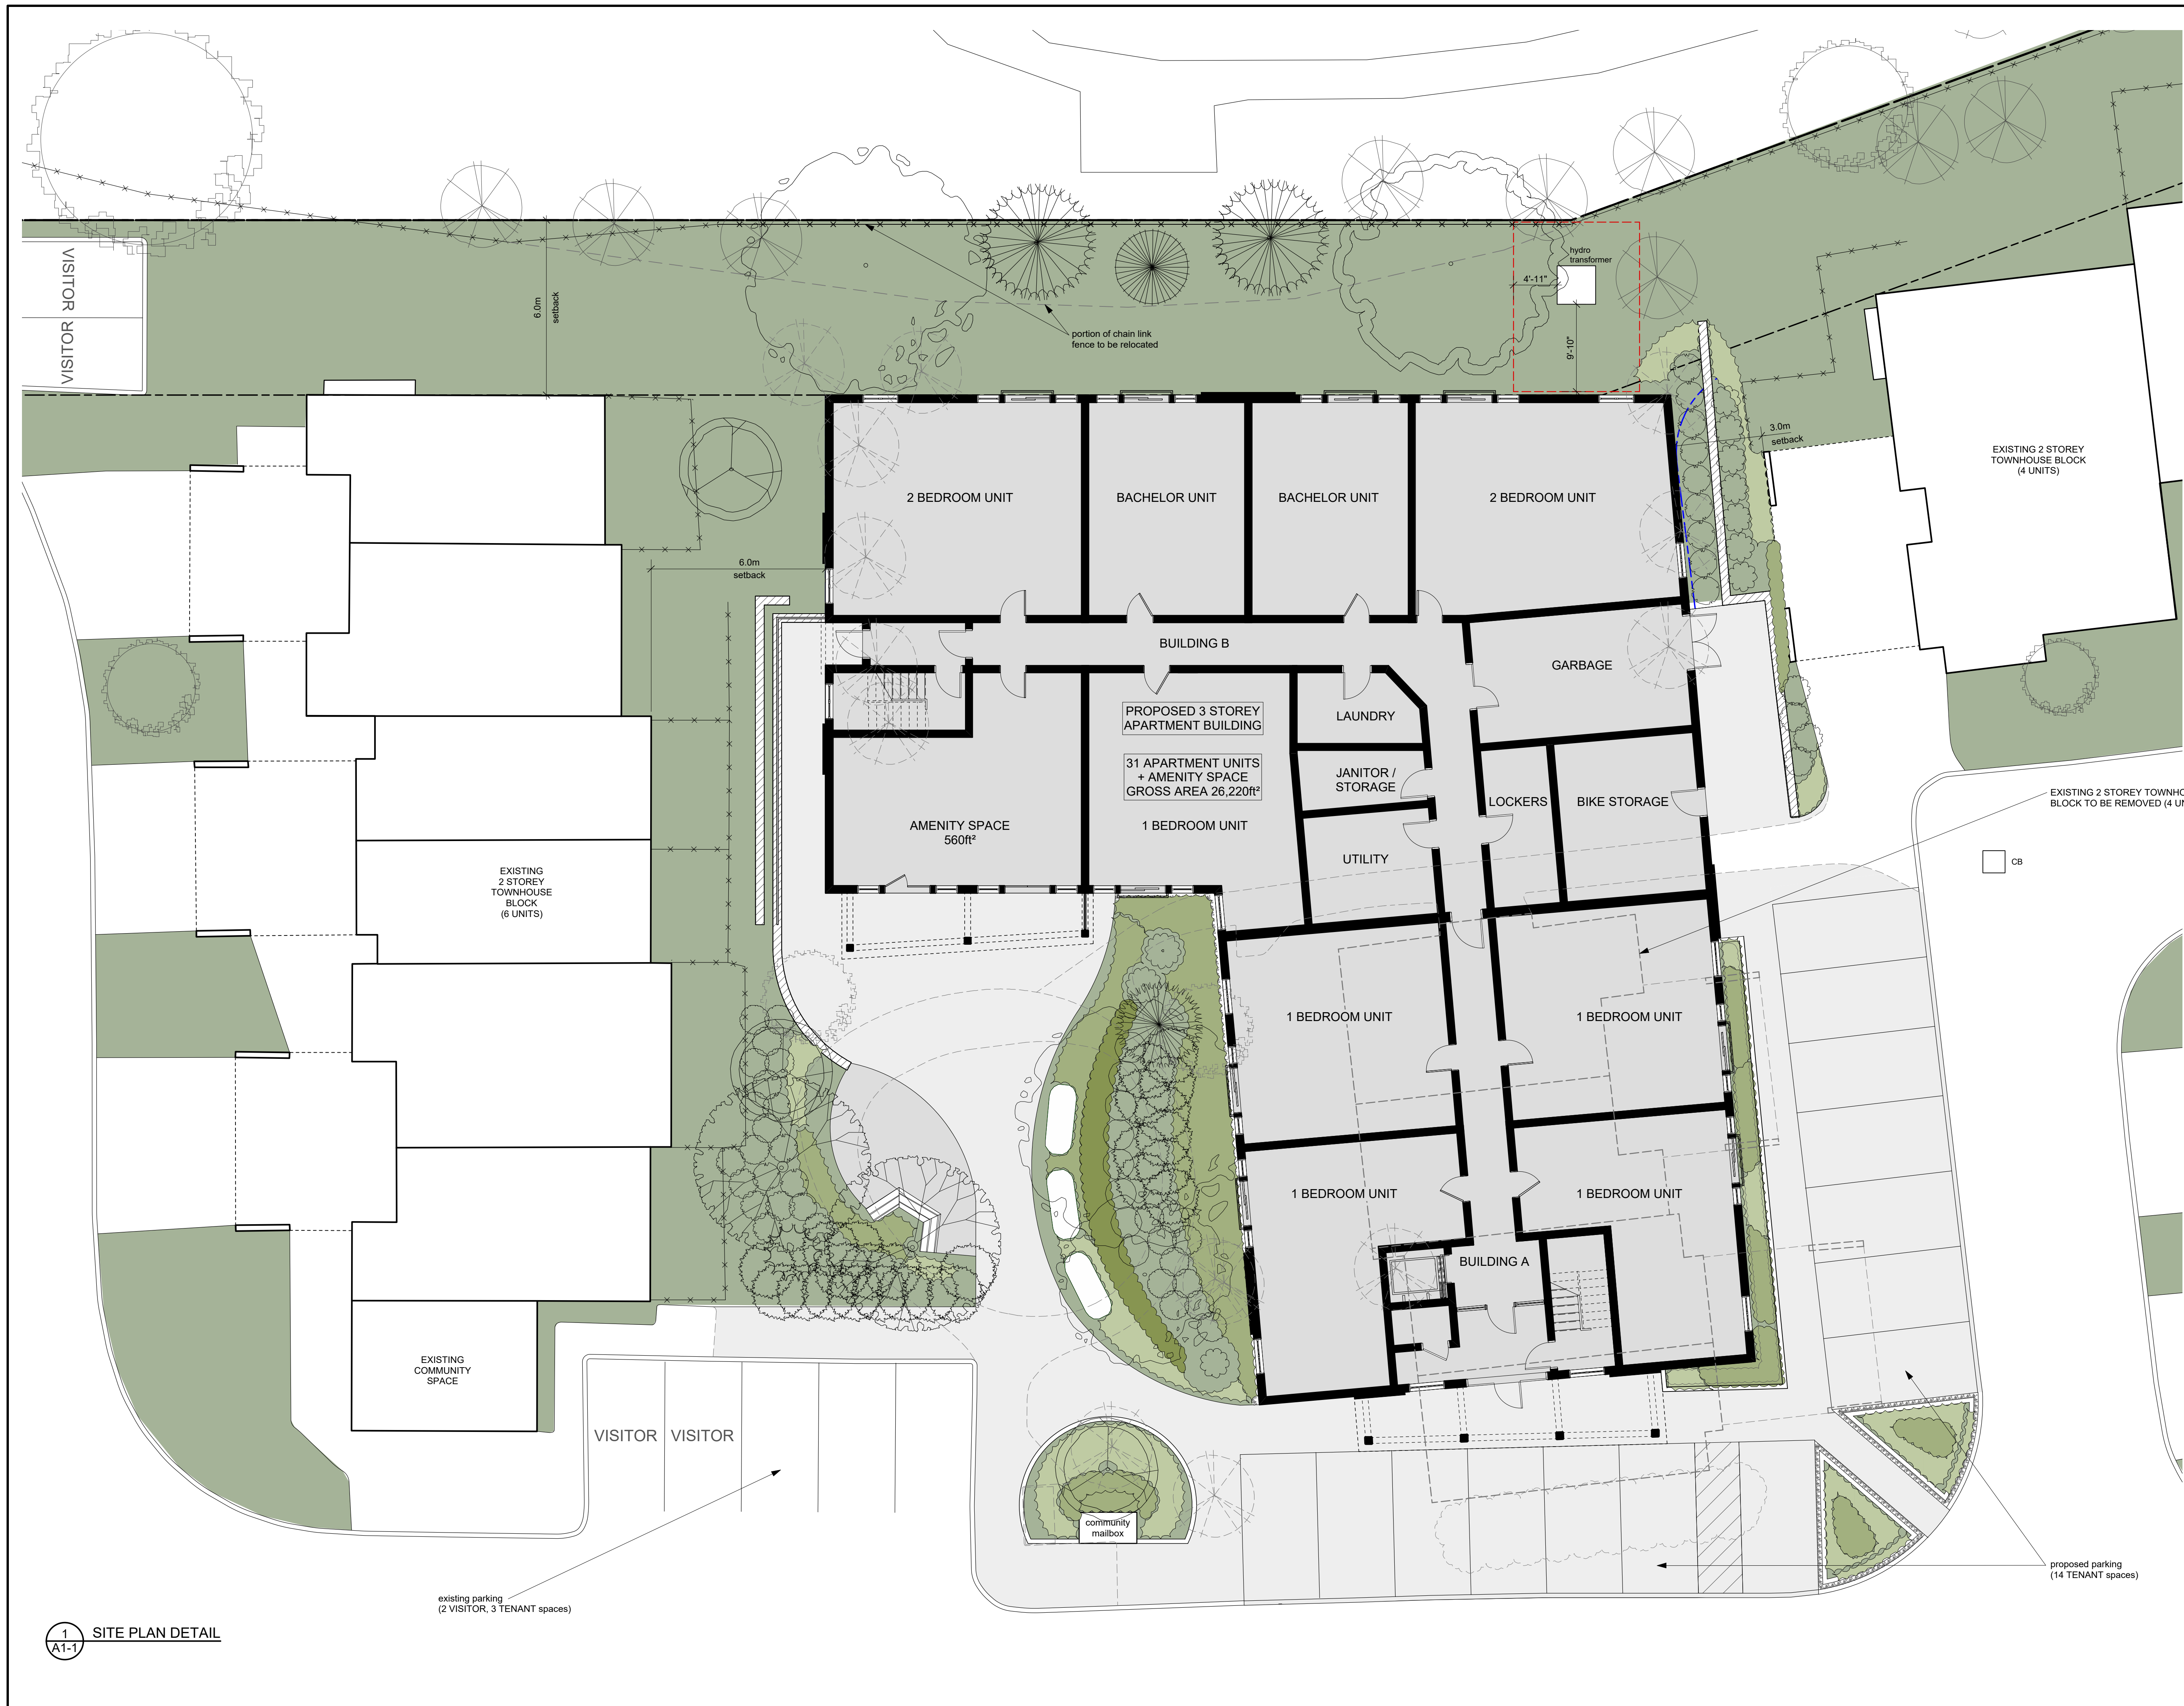 VISITOR
VISITOR
6.0m
setback
portion of chain link
fence to be relocated
hydro
transformer
4'-11"
9'-10"
3.0m
setback
EXISTING 2 STOREY
TOWNHOUSE BLOCK
(4 UNITS)
2 BEDROOM UNIT
BACHELOR UNIT
BACHELOR UNIT
2 BEDROOM UNIT
6.0m
setback
BUILDING B
GARBAGE
PROPOSED 3 STOREY
APARTMENT BUILDING
LAUNDRY
31 APARTMENT UNITS
+ AMENITY SPACE
GROSS AREA 26,220ft²
JANITOR /
STORAGE
LOCKERS
BIKE STORAGE
EXISTING 2 STOREY TOWNHO
BLOCK TO BE REMOVED (4 UN
AMENITY SPACE
560ft²
1 BEDROOM UNIT
UTILITY
CB
EXISTING
2 STOREY
TOWNHOUSE
BLOCK
(6 UNITS)
1 BEDROOM UNIT
1 BEDROOM UNIT
1 BEDROOM UNIT
1 BEDROOM UNIT
BUILDING A
EXISTING
COMMUNITY
SPACE
VISITOR
VISITOR
community
mailbox
existing parking
(2 VISITOR, 3 TENANT spaces)
proposed parking
(14 TENANT spaces)
1
A1-1
SITE PLAN DETAIL